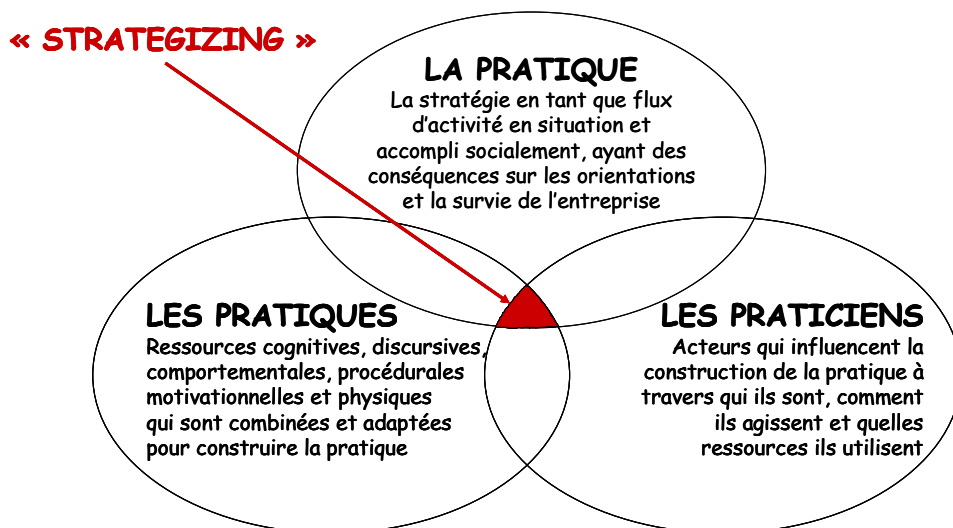 « STRATEGIZING »
LA PRATIQUE
La stratégie en tant que flux
d'activité en situation et
accompli socialement, ayant des
conséquences sur les orientations
et la survie de l'entreprise
LES PRATIQUES
Ressources cognitives, discursives,
comportementales, procédurales
motivationnelles et physiques
qui sont combinées et adaptées
pour construire la pratique
LES PRATICIENS
Acteurs qui influencent la
construction de la pratique à
travers qui ils sont, comment
ils agissent et quelles
ressources ils utilisent